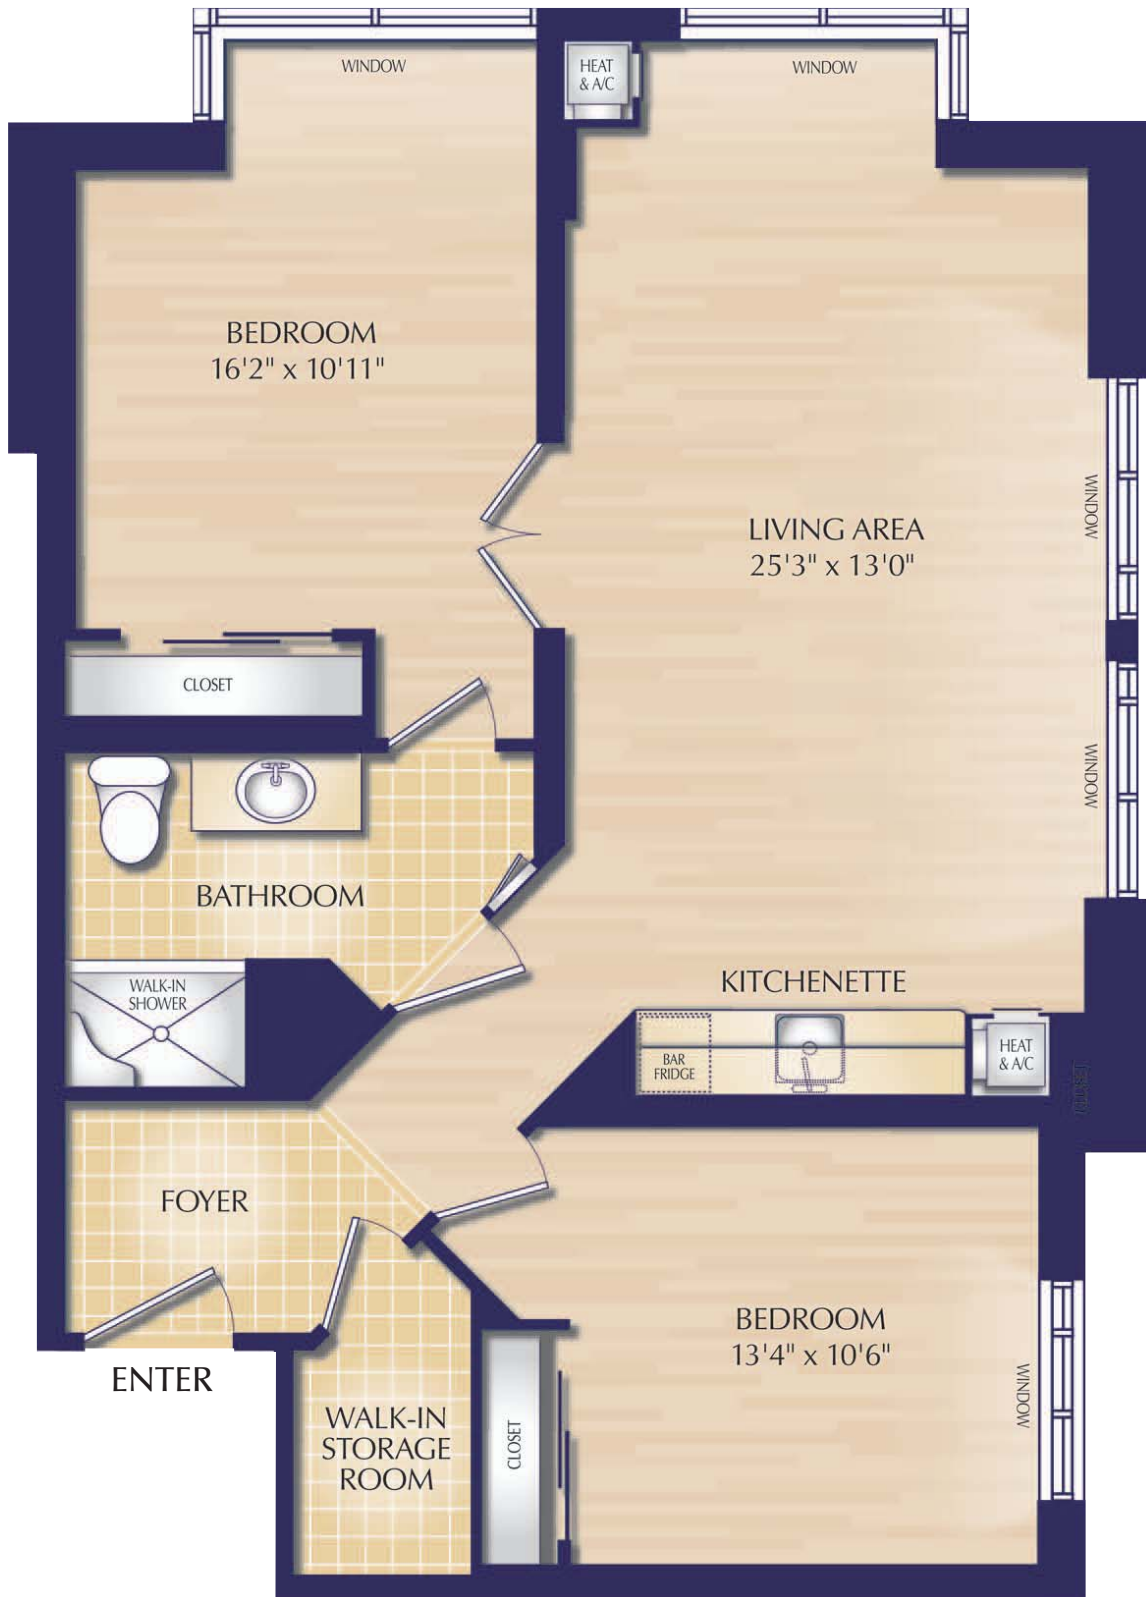 WINDOW
HEAT
& A/C
WINDOW
BEDROOM
16'2" x 10'11"
WINDOW
LIVING AREA
25'3" x 13'0"
CLOSET
WINDOW
BATHROOM
WALK-IN
SHOWER
KITCHENETTE
BAR
FRIDGE
HEAT
& A/C
FOYER
BEDROOM
13'4" x 10'6"
WINDOW
ENTER
WALK-IN
STORAGE
ROOM
CLOSET